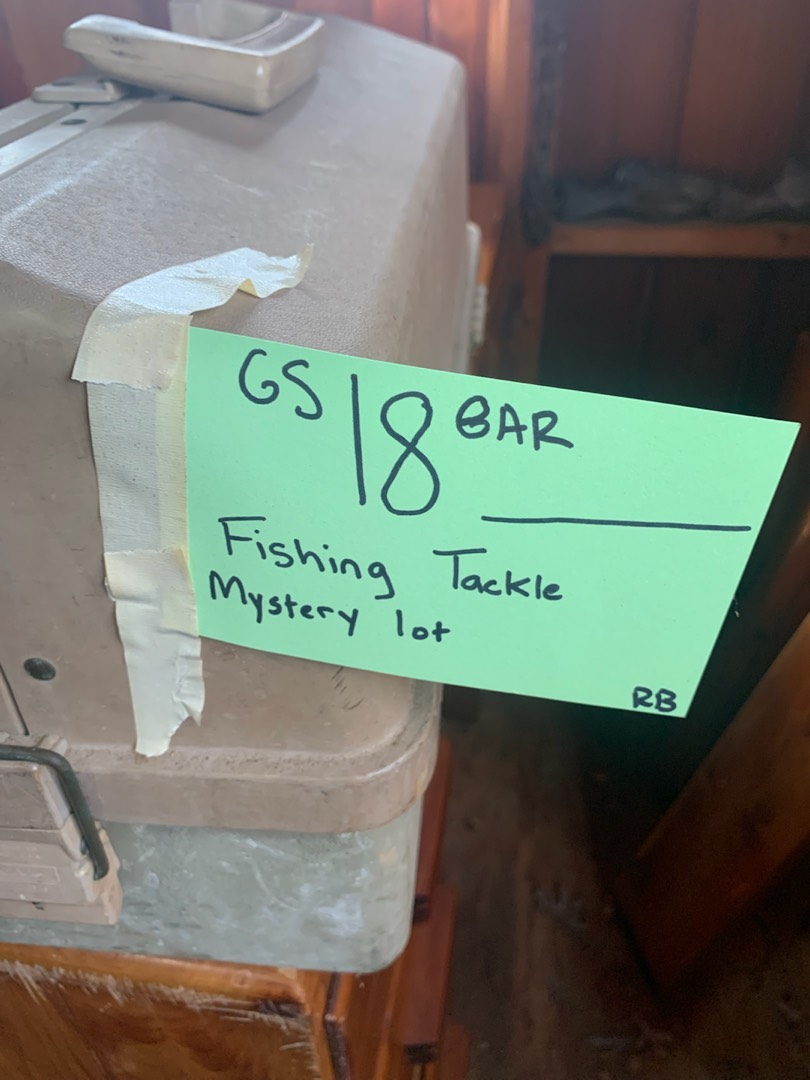 GS 18 BAR
Fishing Tackle
Mystery lot
RB